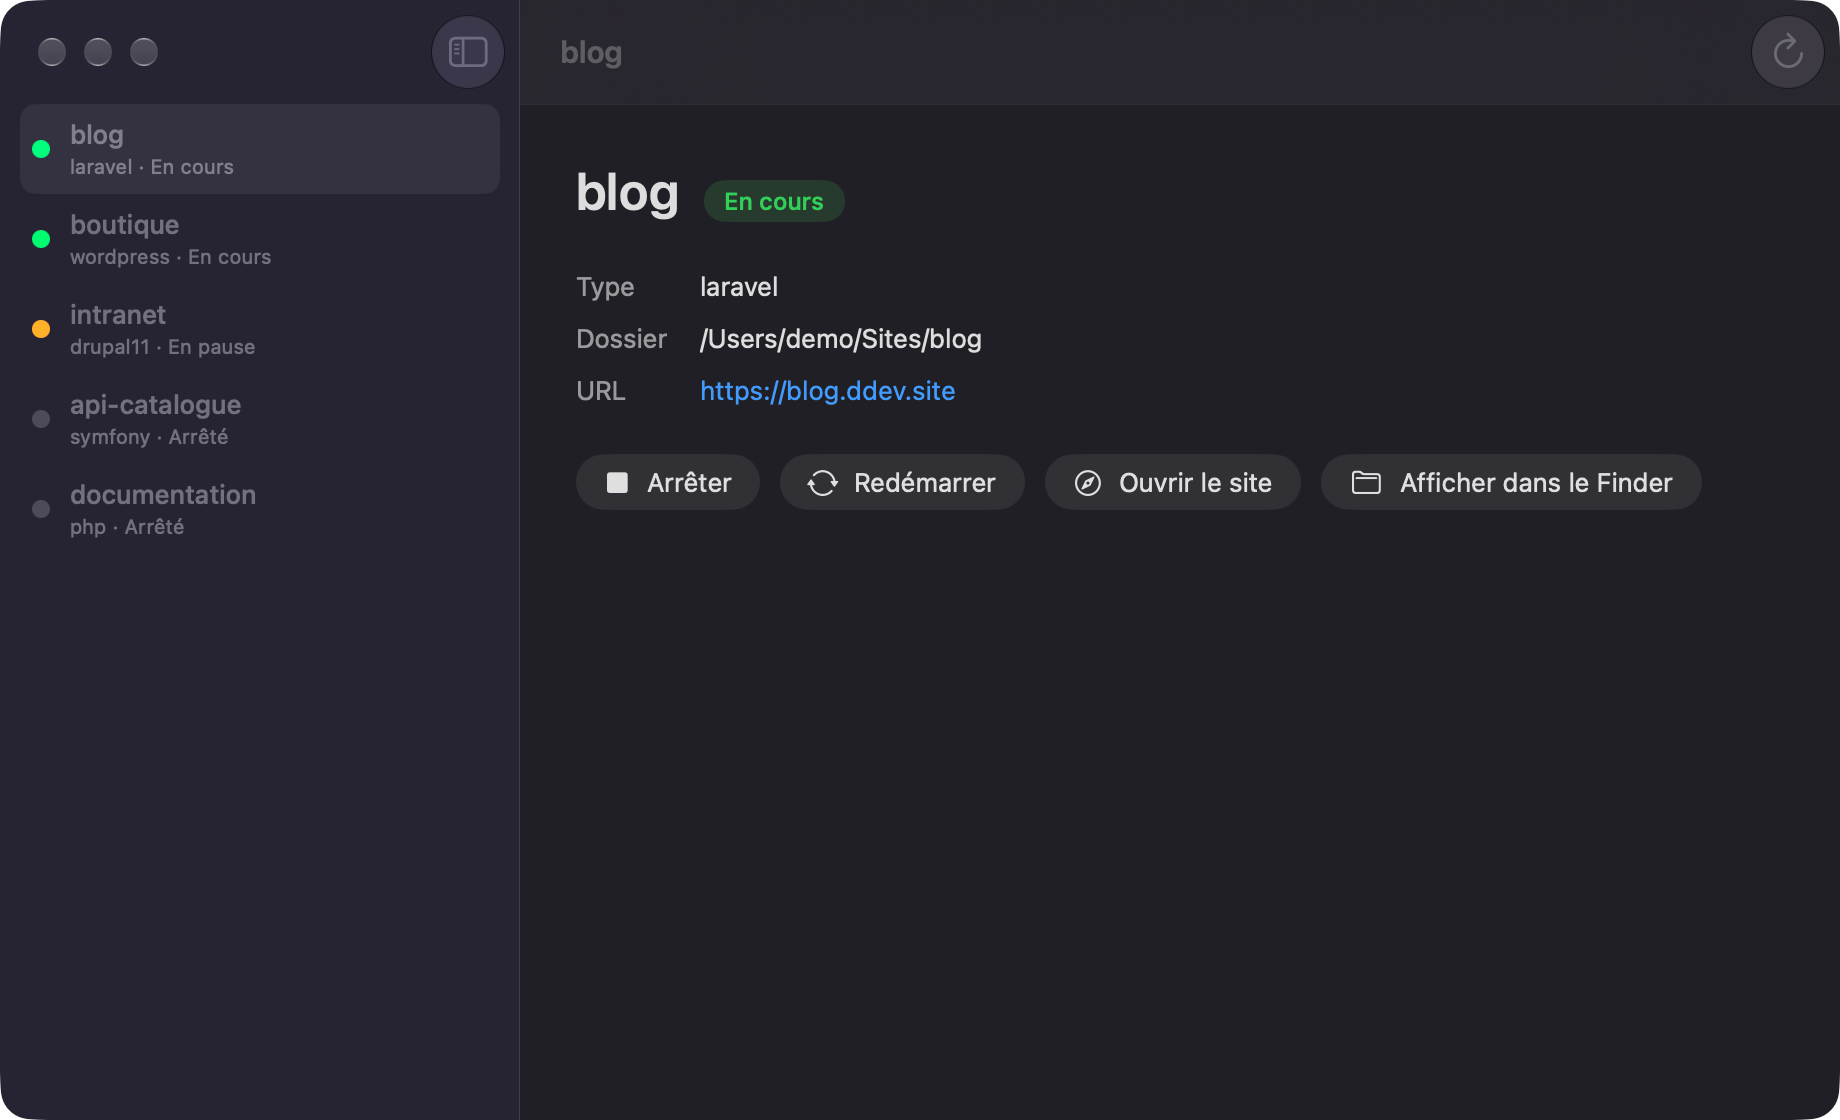 blog
laravel · En cours
boutique
wordpress · En cours
intranet
drupal11 · En pause
api-catalogue
symfony · Arrêté
documentation
php · Arrêté
blog
blog
En cours
Type laravel
Dossier /Users/demo/Sites/blog
URL https://blog.ddev.site
Arrêter Redémarrer Ouvrir le site Afficher dans le Finder